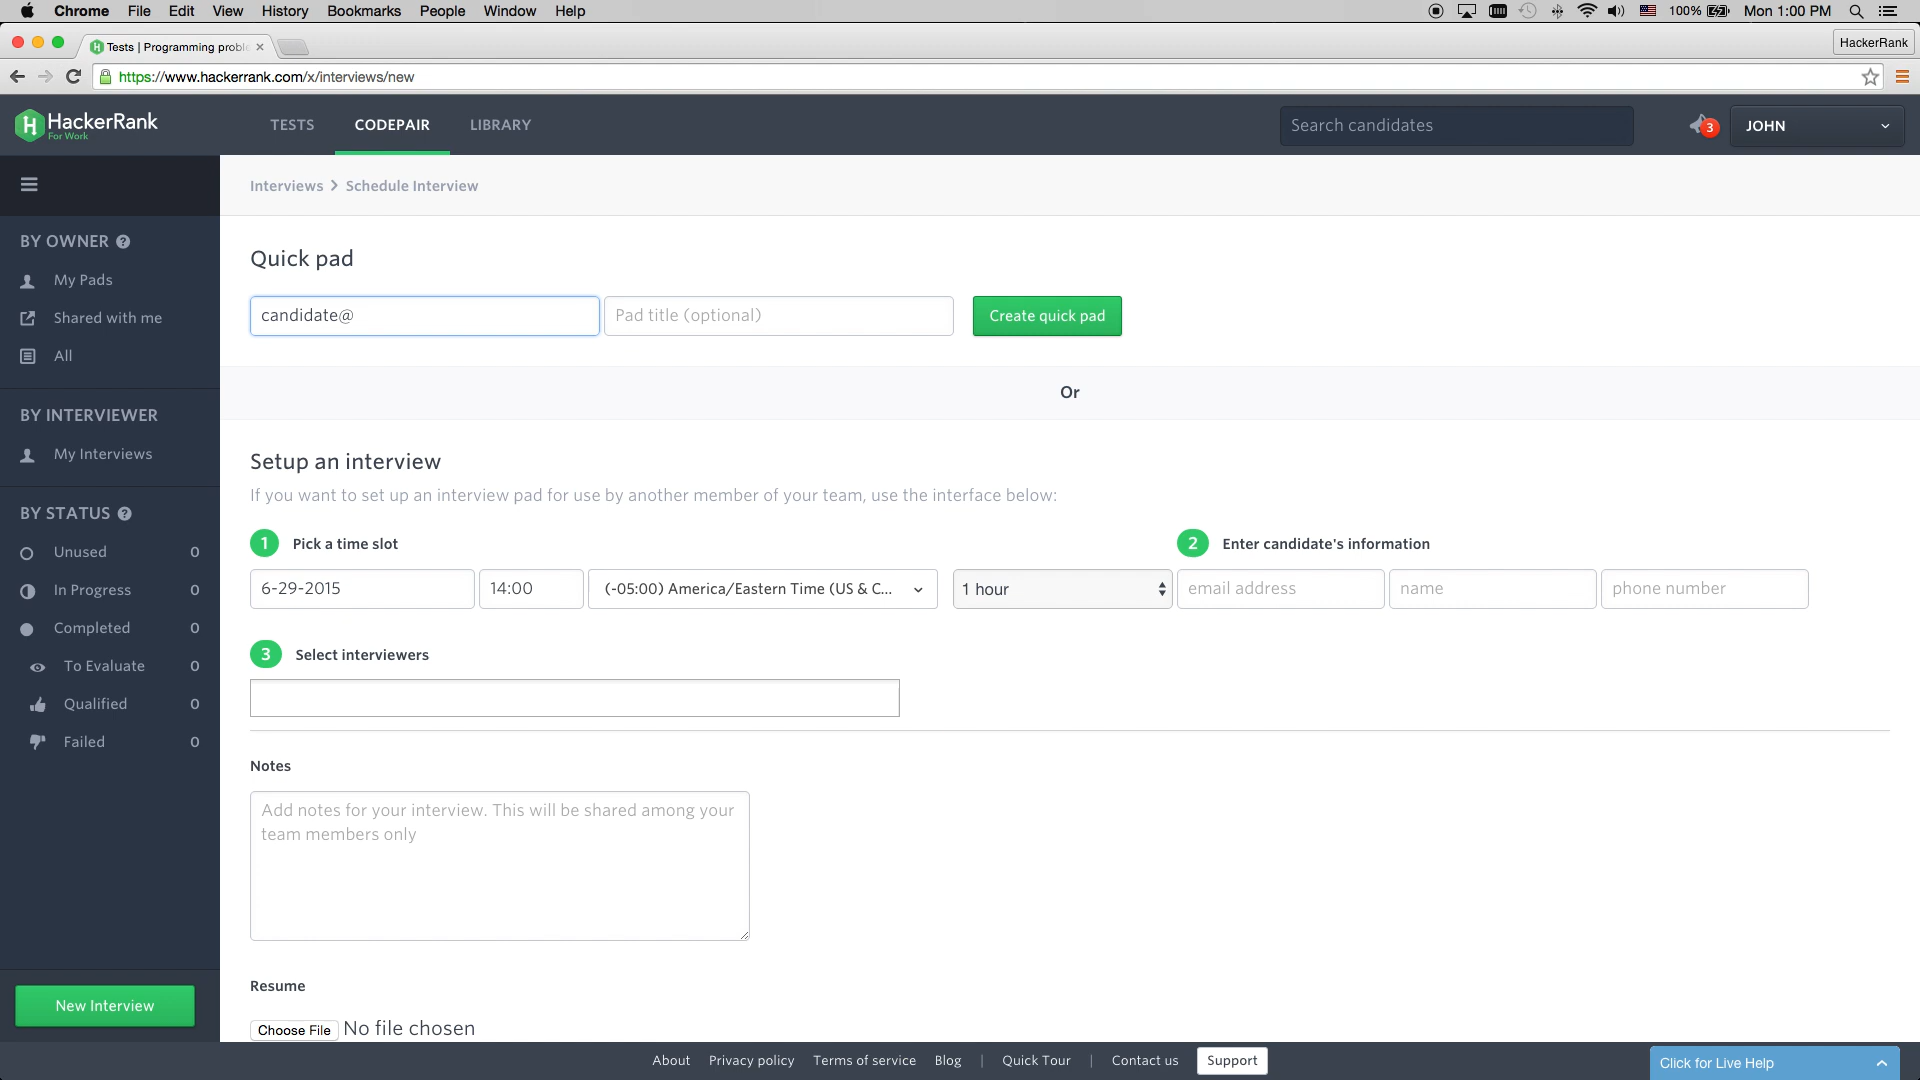 Chrome File Edit View History Bookmarks People Window Help 100% Mon 1:00 PM
Tests | Programming proble HackerRank
https://www.hackerrank.com/x/interviews/new
HackerRank
For Work
TESTS CODEPAIR LIBRARY Search candidates 3 JOHN
Interviews Schedule Interview
BY OWNER ?
My Pads
Shared with me
All
BY INTERVIEWER
My Interviews
BY STATUS ?
Unused 0
In Progress 0
Completed 0
To Evaluate 0
Qualified 0
Failed 0
New Interview
Quick pad
candidate@ Pad title (optional) Create quick pad
Or
Setup an interview
If you want to set up an interview pad for use by another member of your team, use the interface below:
1 Pick a time slot 2 Enter candidate's information
6-29-2015 14:00 (-05:00) America/Eastern Time (US & C... 1 hour email address name phone number
3 Select interviewers
Notes
Add notes for your interview. This will be shared among your
team members only
Resume
Choose File No file chosen
About Privacy policy Terms of service Blog | Quick Tour | Contact us Support Click for Live Help